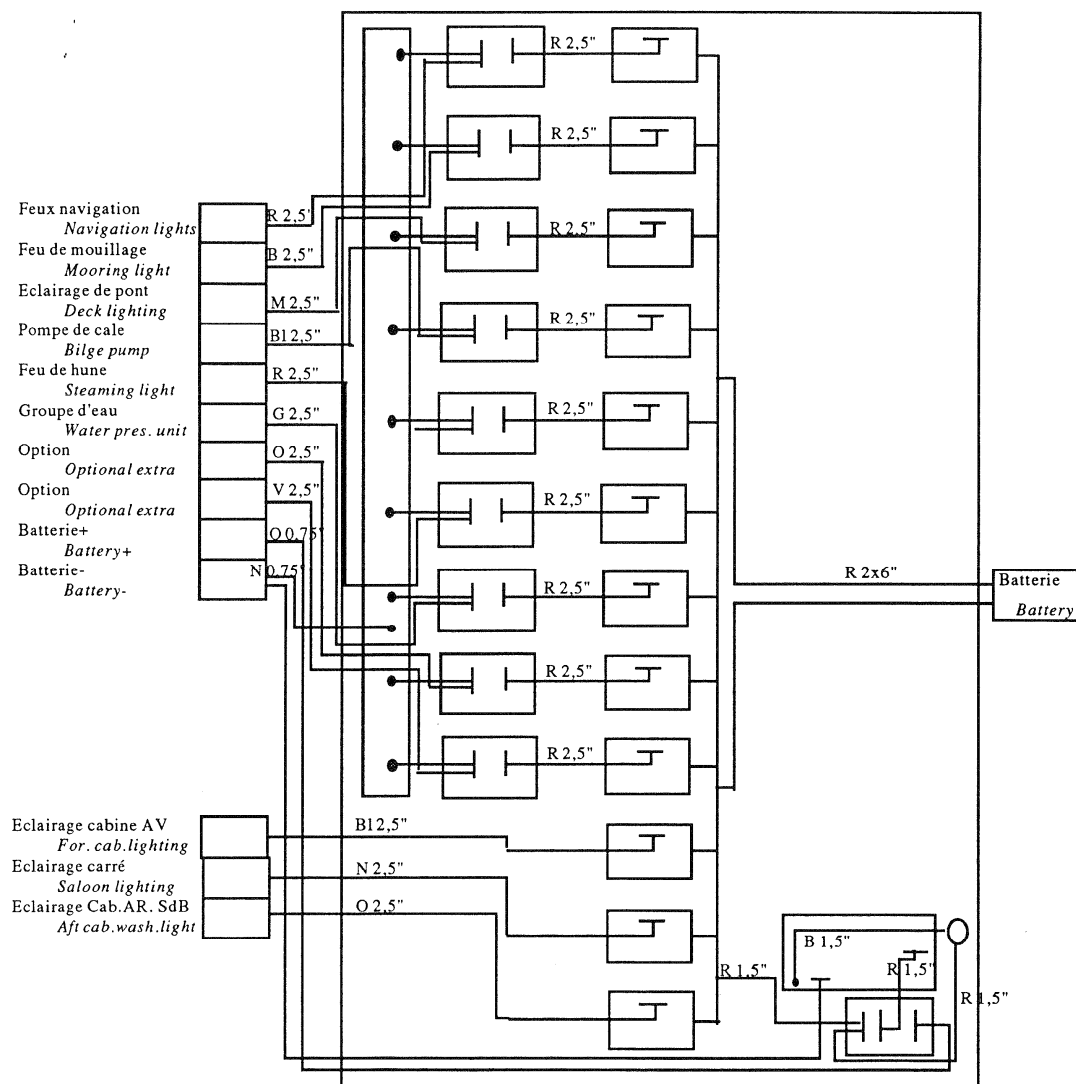 R 2,5"
R 2,5"
R 2,5"
R 2,5"
R 2,5"
R 2,5"
R 2,5"
R 2,5"
R 2,5"
Feux navigation
Navigation lights
R 2,5'
Feu de mouillage
Mooring light
B 2,5"
Eclairage de pont
Deck lighting
M 2,5"
Pompe de cale
Bilge pump
Bl 2,5"
Feu de hune
Steaming light
R 2,5"
Groupe d'eau
Water pres. unit
G 2,5"
Option
Optional extra
O 2,5"
Option
Optional extra
V 2,5"
Batterie+
Battery+
O 0,75"
Batterie-
Battery-
N 0,75"
R 2x6"
Batterie
Battery
Eclairage cabine AV
For. cab.lighting
Bl 2,5"
Eclairage carré
Saloon lighting
N 2,5"
Eclairage Cab.AR. SdB
Aft cab.wash.light
O 2,5"
B 1,5"
R 1,5"
R 1,5"
R 1,5"